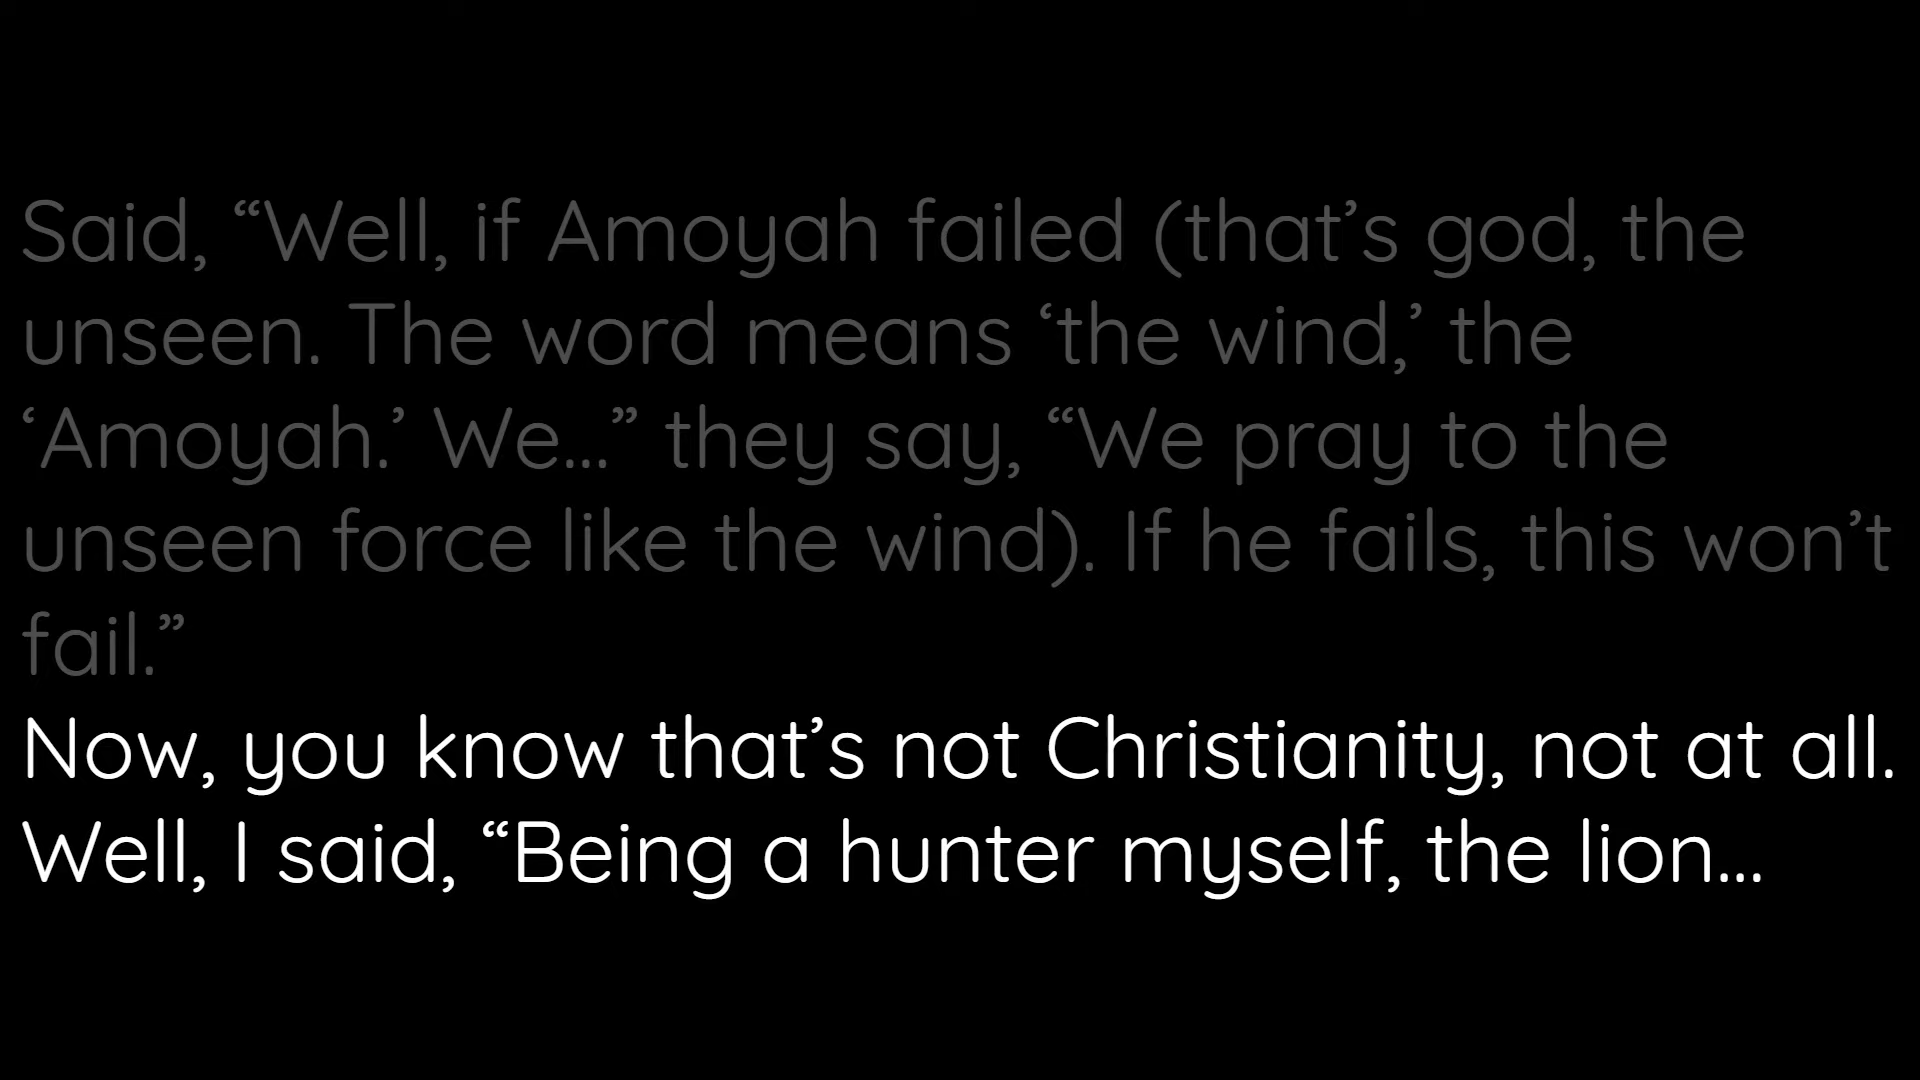 Said, “Well, if Amoyah failed (that’s god, the
unseen. The word means ‘the wind,’ the
‘Amoyah.’ We...” they say, “We pray to the
unseen force like the wind). If he fails, this won’t
fail.”
Now, you know that’s not Christianity, not at all.
Well, I said, “Being a hunter myself, the lion...